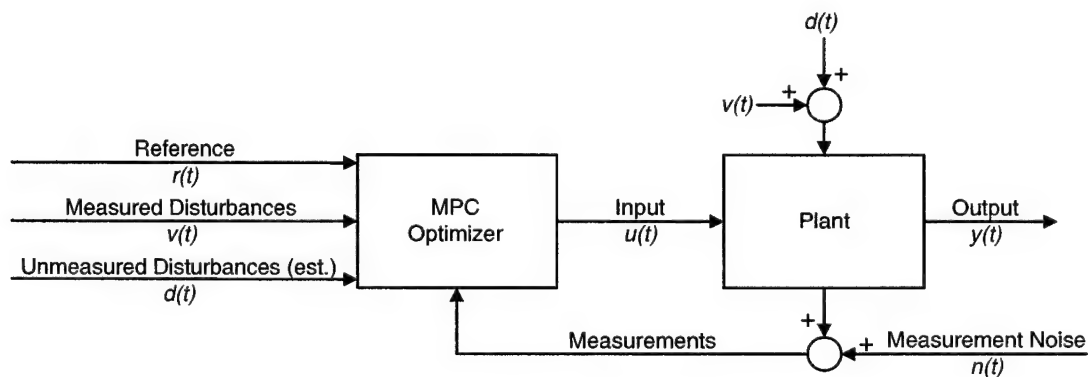 d(t)
+
v(t)
+
Reference
r(t)
Measured Disturbances
v(t)
Unmeasured Disturbances (est.)
d(t)
MPC
Optimizer
Input
u(t)
Plant
Output
y(t)
+
Measurements
+
Measurement Noise
n(t)